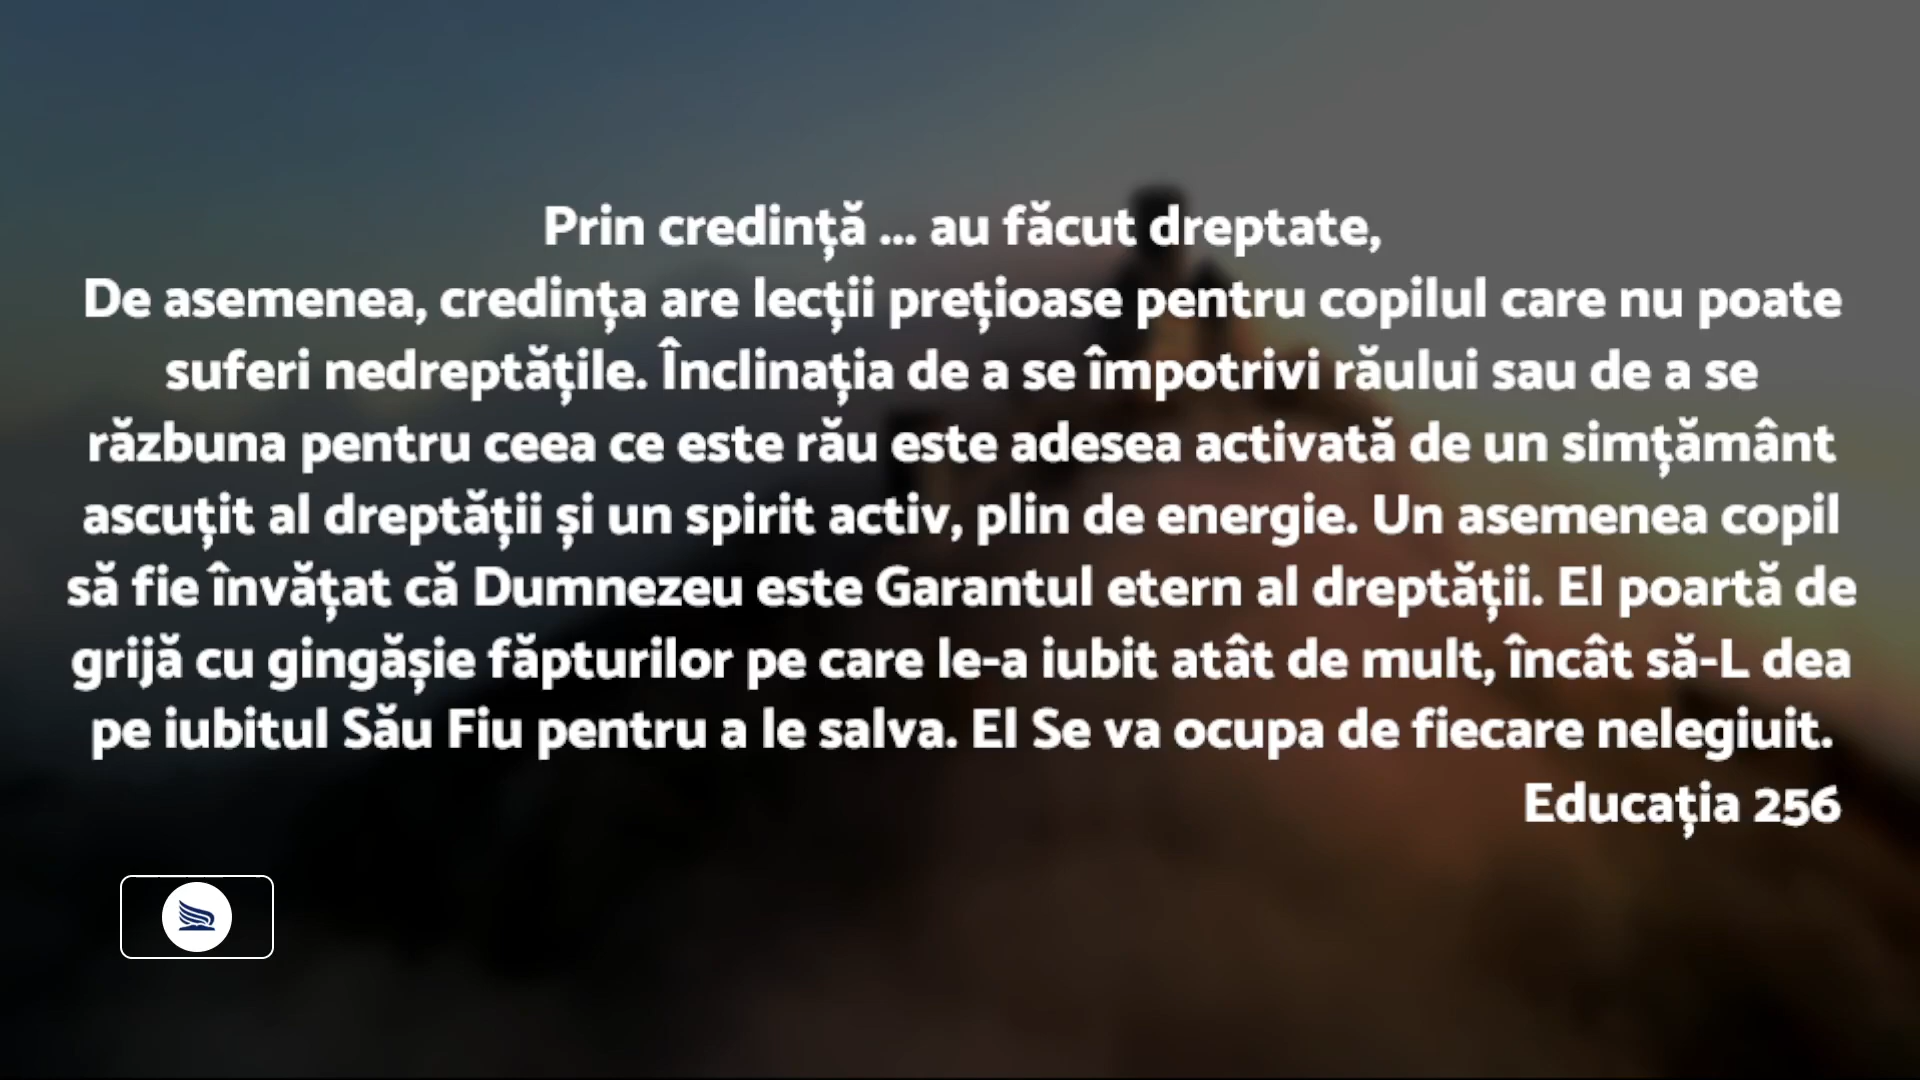 Prin credință ... au făcut dreptate,
De asemenea, credința are lecții prețioase pentru copilul care nu poate
suferi nedreptățile. Înclinația de a se împotrivi răului sau de a se
răzbuna pentru ceea ce este rău este adesea activată de un simțământ
ascuțit al dreptății și un spirit activ, plin de energie. Un asemenea copil
să fie învățat că Dumnezeu este Garantul etern al dreptății. El poartă de
grijă cu gingășie făpturilor pe care le-a iubit atât de mult, încât să-L dea
pe iubitul Său Fiu pentru a le salva. El Se va ocupa de fiecare nelegiuit.
Educația 256